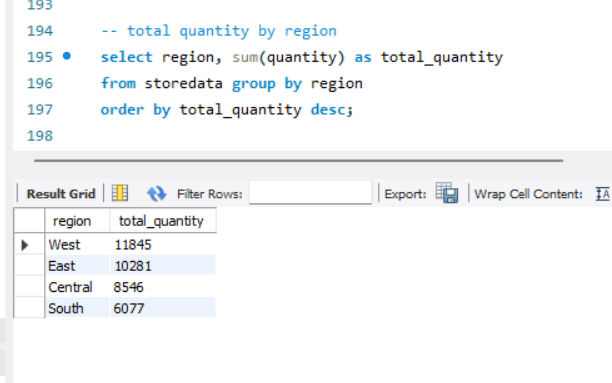 193
194 -- total quantity by region
195 select region, sum(quantity) as total_quantity
196 from storedata group by region
197 order by total_quantity desc;
198
Result Grid Filter Rows: Export: Wrap Cell Content: IA
region total_quantity
West 11845
East 10281
Central 8546
South 6077